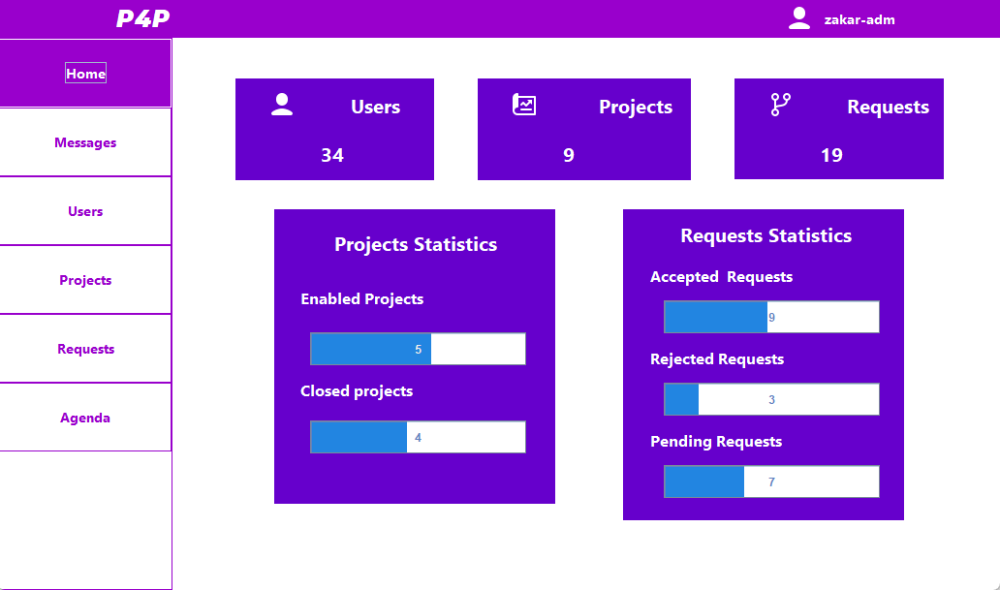 P4P
zakar-adm
Home
Messages
Users
Projects
Requests
Agenda
Users
34
Projects
9
Requests
19
Projects Statistics
Enabled Projects
5
Closed projects
4
Requests Statistics
Accepted  Requests
9
Rejected Requests
3
Pending Requests
7